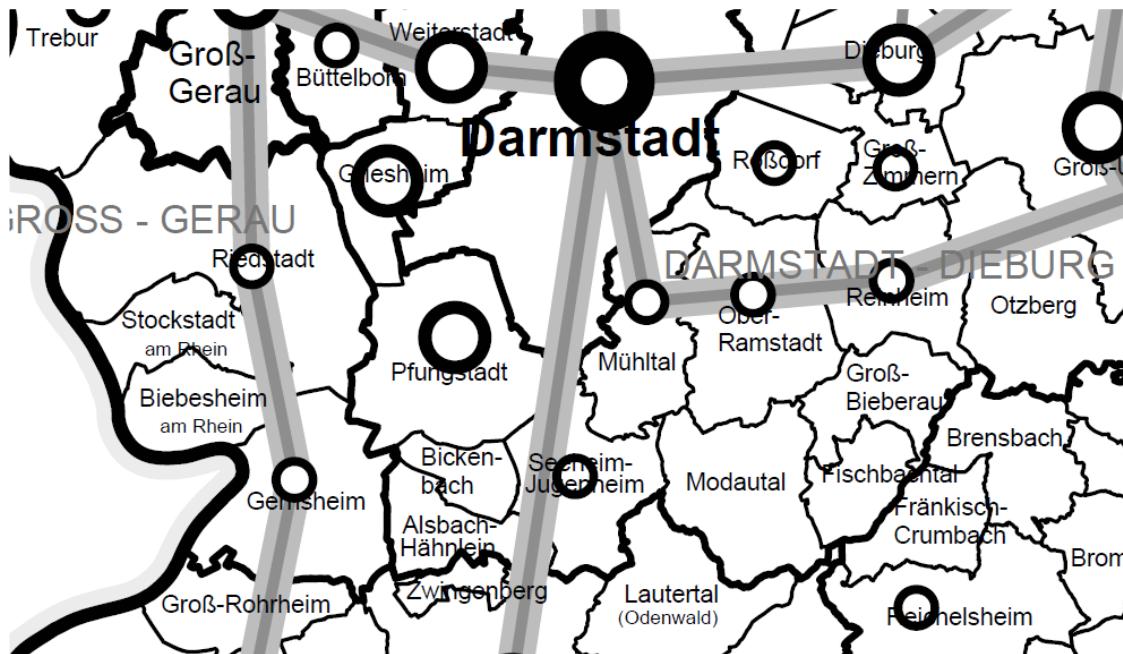 Trebur
Groß-
Gerau
Büttelborn
Weiterstadt
Dieburg
Darmstadt
Griesheim
Roßdorf
Groß-
Zimmern
Groß-U
GROSS - GERAU
Riedstadt
DARMSTADT - DIEBURG
Reinheim
Otzberg
Stockstadt
am Rhein
Ober-
Ramstadt
Mühltal
Pfungstadt
Groß-
Bieberau
Biebesheim
am Rhein
Brensbach
Bicken-
bach
Seeheim-
Jugenheim
Modautal
Fischbachtal
Gernsheim
Fränkisch-
Crumbach
Alsbach-
Hähnlein
Brom
Zwingenberg
Lautertal
(Odenwald)
Groß-Rohrheim
Reichelsheim